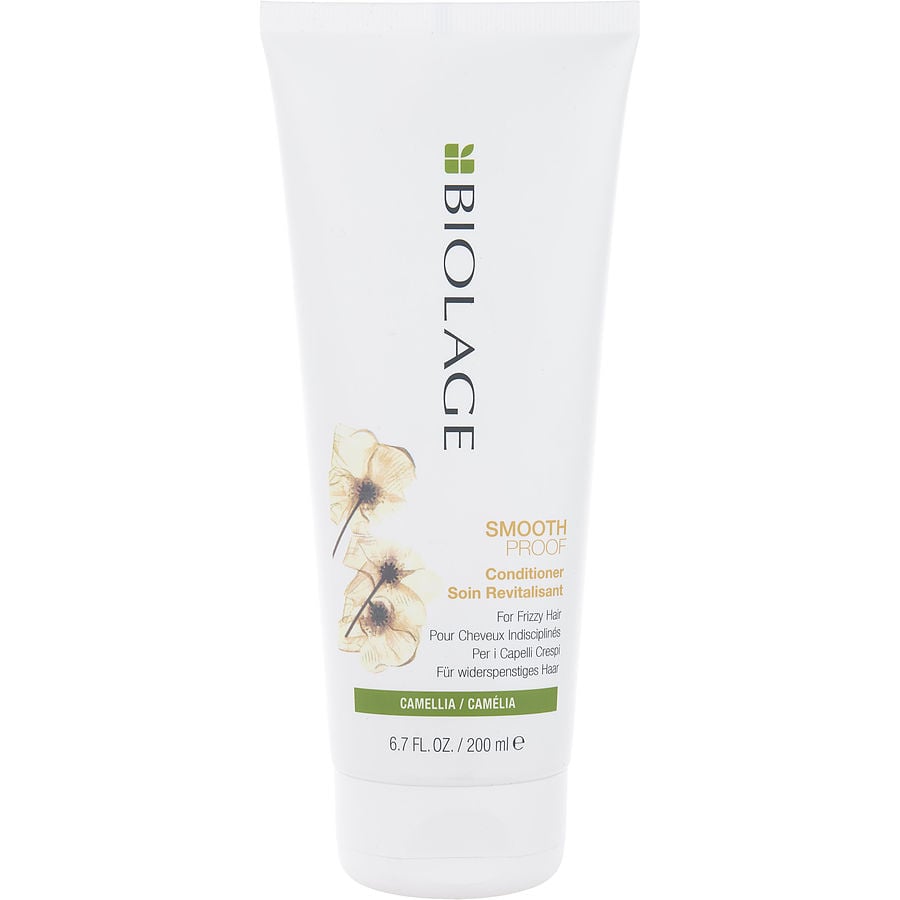 BIOLAGE
SMOOTH
PROOF
Conditioner
Soin Revitalisant
For Frizzy Hair
Pour Cheveux Indisciplinés
Per i Capelli Crespi
Für widerspenstiges Haar
CAMELLIA / CAMÉLIA
6.7 FL. OZ. / 200 ml ℮